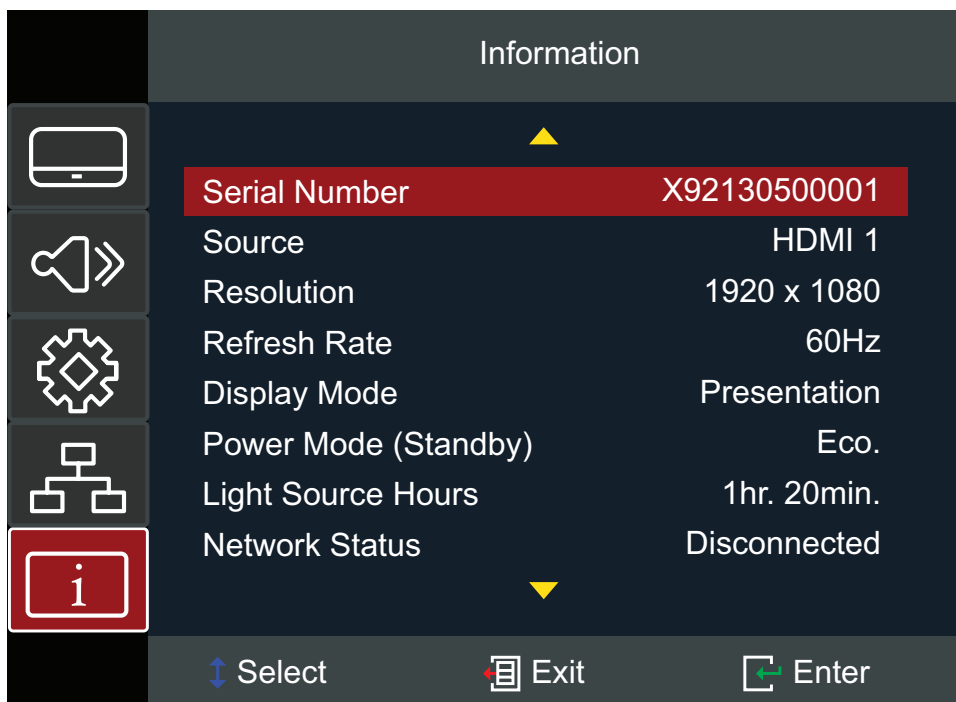 Information
Serial Number X92130500001
Source HDMI 1
Resolution 1920 x 1080
Refresh Rate 60Hz
Display Mode Presentation
Power Mode (Standby) Eco.
Light Source Hours 1hr. 20min.
Network Status Disconnected
i
Select Exit Enter